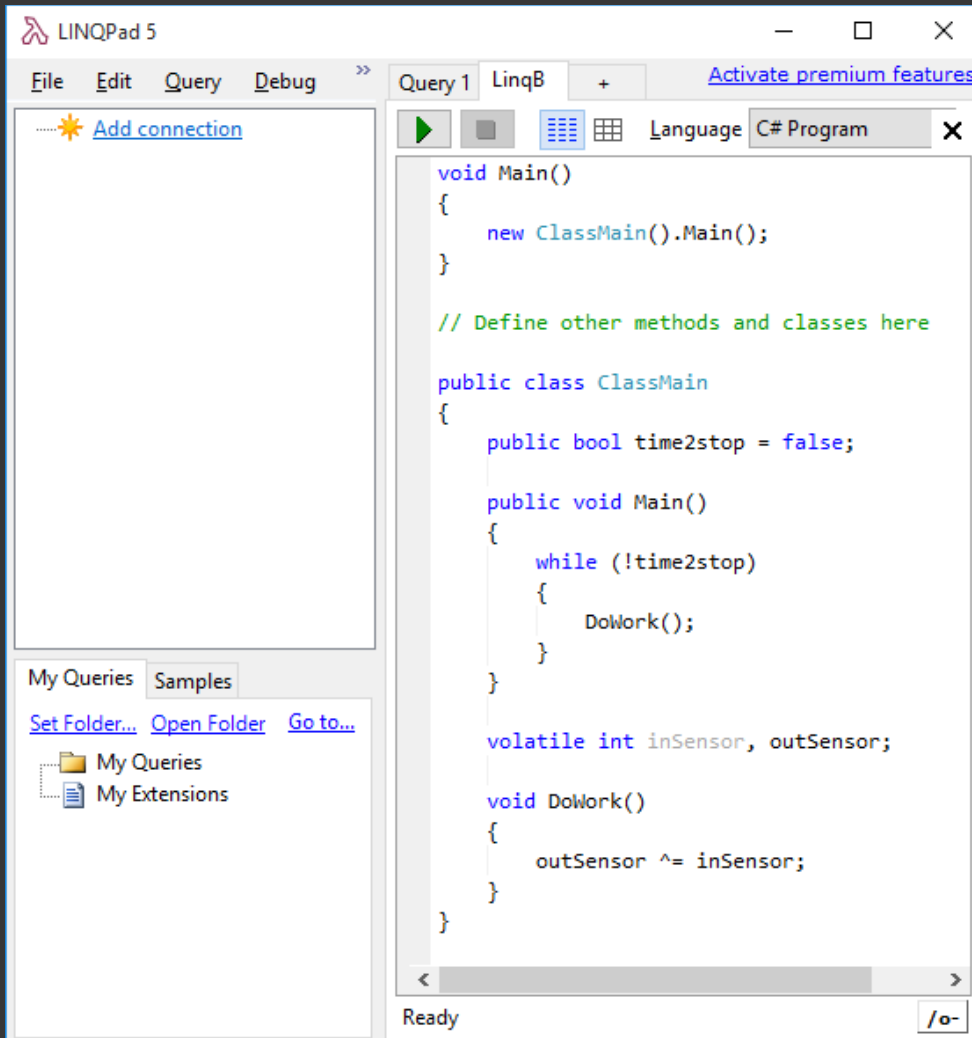 LINQPad 5
File Edit Query Debug »
Add connection
My Queries Samples
Set Folder... Open Folder Go to...
My Queries
My Extensions
Query 1 LinqB + Activate premium features
Language C# Program
void Main()
{
    new ClassMain().Main();
}
// Define other methods and classes here
public class ClassMain
{
    public bool time2stop = false;
    public void Main()
    {
        while (!time2stop)
        {
            DoWork();
        }
    }
    volatile int inSensor, outSensor;
    void DoWork()
    {
        outSensor ^= inSensor;
    }
}
Ready /o-